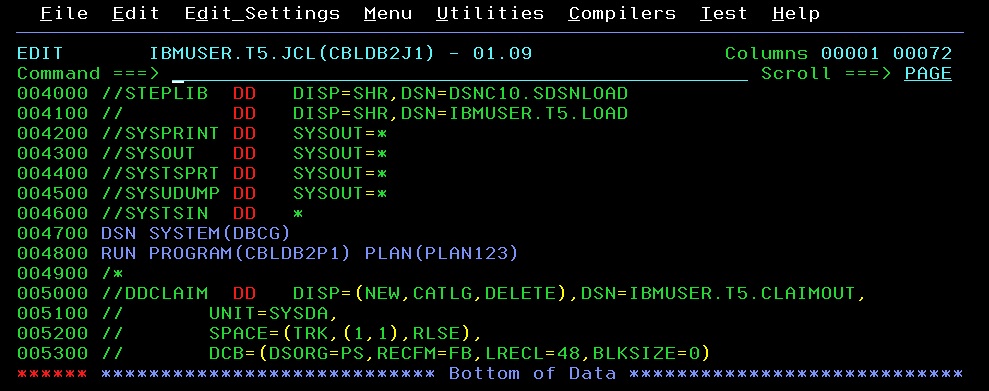 File  Edit  Edit_Settings  Menu  Utilities  Compilers  Test  Help
EDIT       IBMUSER.T5.JCL(CBLDB2J1) - 01.09                  Columns 00001 00072
Command ===>                                                  Scroll ===> PAGE
004000 //STEPLIB  DD   DISP=SHR,DSN=DSNC10.SDSNLOAD
004100 //         DD   DISP=SHR,DSN=IBMUSER.T5.LOAD
004200 //SYSPRINT DD   SYSOUT=*
004300 //SYSOUT   DD   SYSOUT=*
004400 //SYSTSPRT DD   SYSOUT=*
004500 //SYSUDUMP DD   SYSOUT=*
004600 //SYSTSIN  DD   *
004700 DSN SYSTEM(DBCG)
004800 RUN PROGRAM(CBLDB2P1) PLAN(PLAN123)
004900 /*
005000 //DDCLAIM  DD   DISP=(NEW,CATLG,DELETE),DSN=IBMUSER.T5.CLAIMOUT,
005100 //       UNIT=SYSDA,
005200 //       SPACE=(TRK,(1,1),RLSE),
005300 //       DCB=(DSORG=PS,RECFM=FB,LRECL=48,BLKSIZE=0)
****** **************************** Bottom of Data ****************************